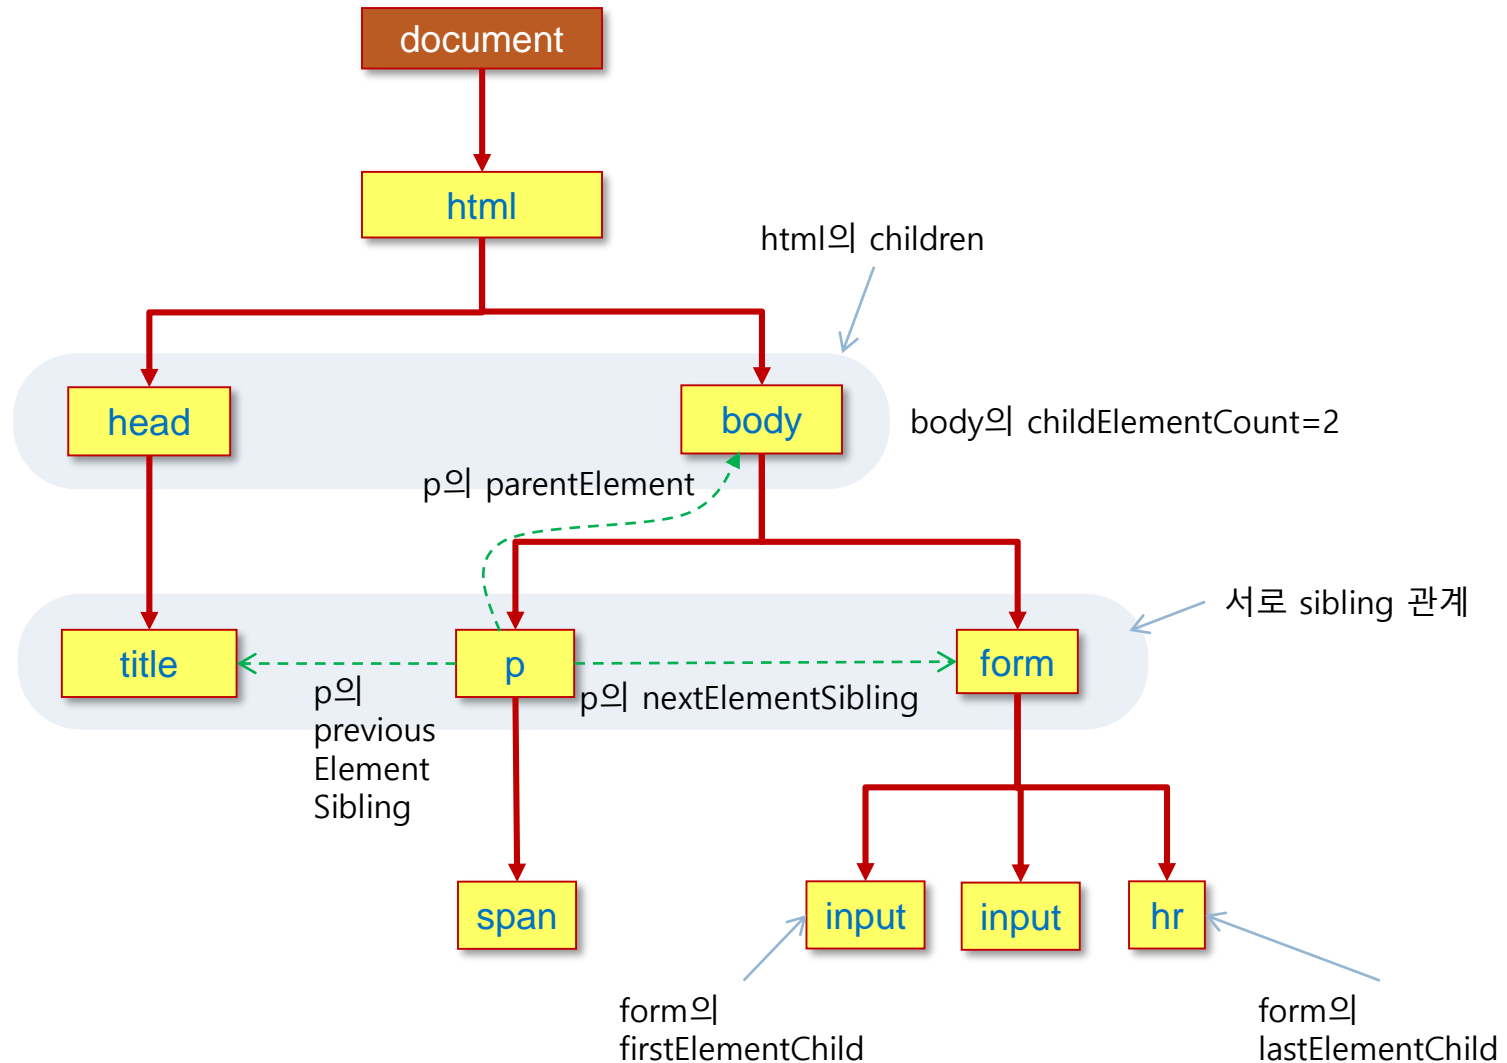 document
html
html의 children
head
body
body의 childElementCount=2
p의 parentElement
서로 sibling 관계
title
p
form
p의
previous
Element
Sibling
p의 nextElementSibling
span
input
input
hr
form의
firstElementChild
form의
lastElementChild